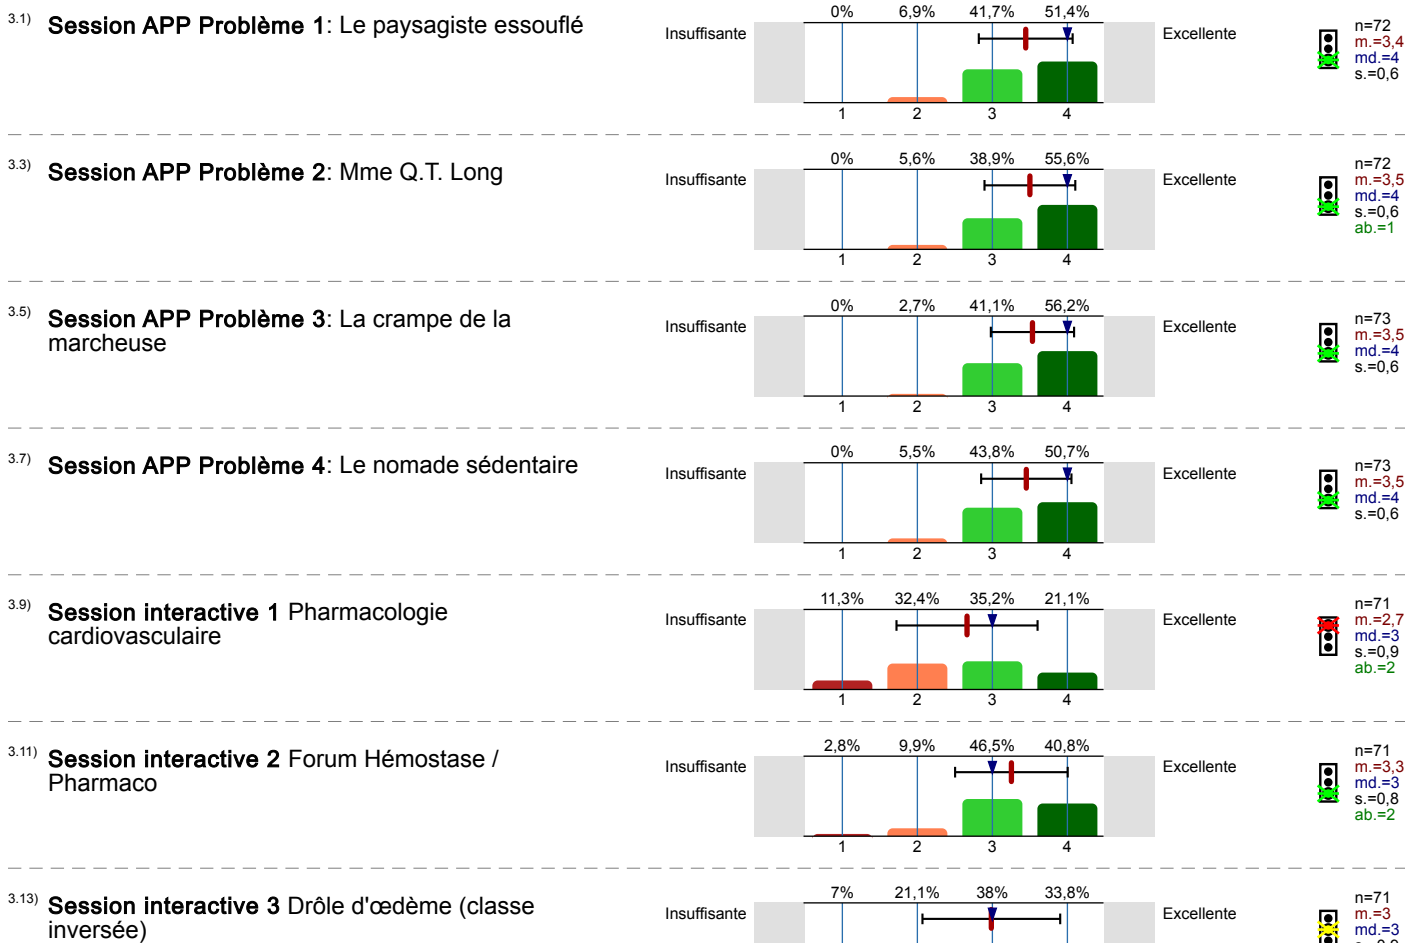 3.1) Session APP Problème 1: Le paysagiste essouflé
Insuffisante
0% 6,9% 41,7% 51,4%
1 2 3 4
Excellente
n=72
m.=3,4
md.=4
s.=0,6
3.3) Session APP Problème 2: Mme Q.T. Long
Insuffisante
0% 5,6% 38,9% 55,6%
1 2 3 4
Excellente
n=72
m.=3,5
md.=4
s.=0,6
ab.=1
3.5) Session APP Problème 3: La crampe de la
marcheuse
Insuffisante
0% 2,7% 41,1% 56,2%
1 2 3 4
Excellente
n=73
m.=3,5
md.=4
s.=0,6
3.7) Session APP Problème 4: Le nomade sédentaire
Insuffisante
0% 5,5% 43,8% 50,7%
1 2 3 4
Excellente
n=73
m.=3,5
md.=4
s.=0,6
3.9) Session interactive 1 Pharmacologie
cardiovasculaire
Insuffisante
11,3% 32,4% 35,2% 21,1%
1 2 3 4
Excellente
n=71
m.=2,7
md.=3
s.=0,9
ab.=2
3.11) Session interactive 2 Forum Hémostase /
Pharmaco
Insuffisante
2,8% 9,9% 46,5% 40,8%
1 2 3 4
Excellente
n=71
m.=3,3
md.=3
s.=0,8
ab.=2
3.13) Session interactive 3 Drôle d'œdème (classe
inversée)
Insuffisante
7% 21,1% 38% 33,8%
Excellente
n=71
m.=3
md.=3